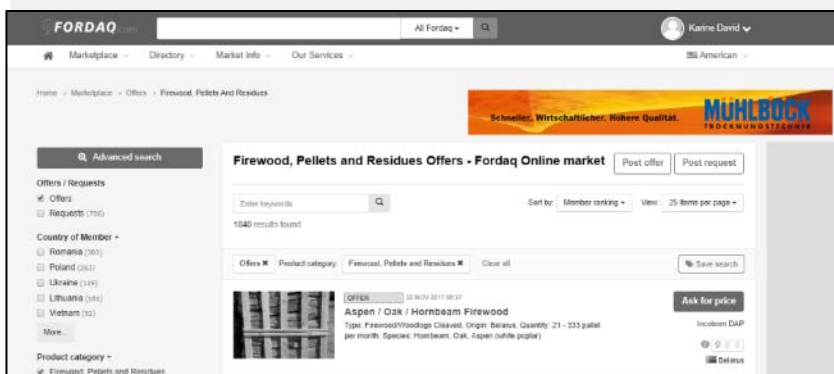 FORDAQ.com
All Fordaq
Karine David
Marketplace
Directory
Market Info
Our Services
American
Home > Marketplace > Offers > Firewood, Pellets And Residues
Schneller. Wirtschaftlicher. Höhere Qualität.
MÜHLBÖCK
TROCKNUNGSTECHNIK
Advanced search
Offers / Requests
Offers
Requests (756)
Country of Member
Romania
Poland
Ukraine
Lithuania
Vietnam
More...
Product category
Firewood, Pellets and Residues
Firewood, Pellets and Residues Offers - Fordaq Online market
Post offer
Post request
Enter keywords
Sort by: Member ranking
View: 25 items per page
1840 results found
Offers ✖ Product category: Firewood, Pellets and Residues ✖ Clear all
Save search
OFFER 02 NOV 2017 05:37
Aspen / Oak / Hornbeam Firewood
Type: Firewood/Woodlogs Cleaved, Origin: Belarus, Quantity: 21 - 333 pallet
per month, Species: Hornbeam, Oak, Aspen (white poplar)
Ask for price
Incoterm DAP
Belarus